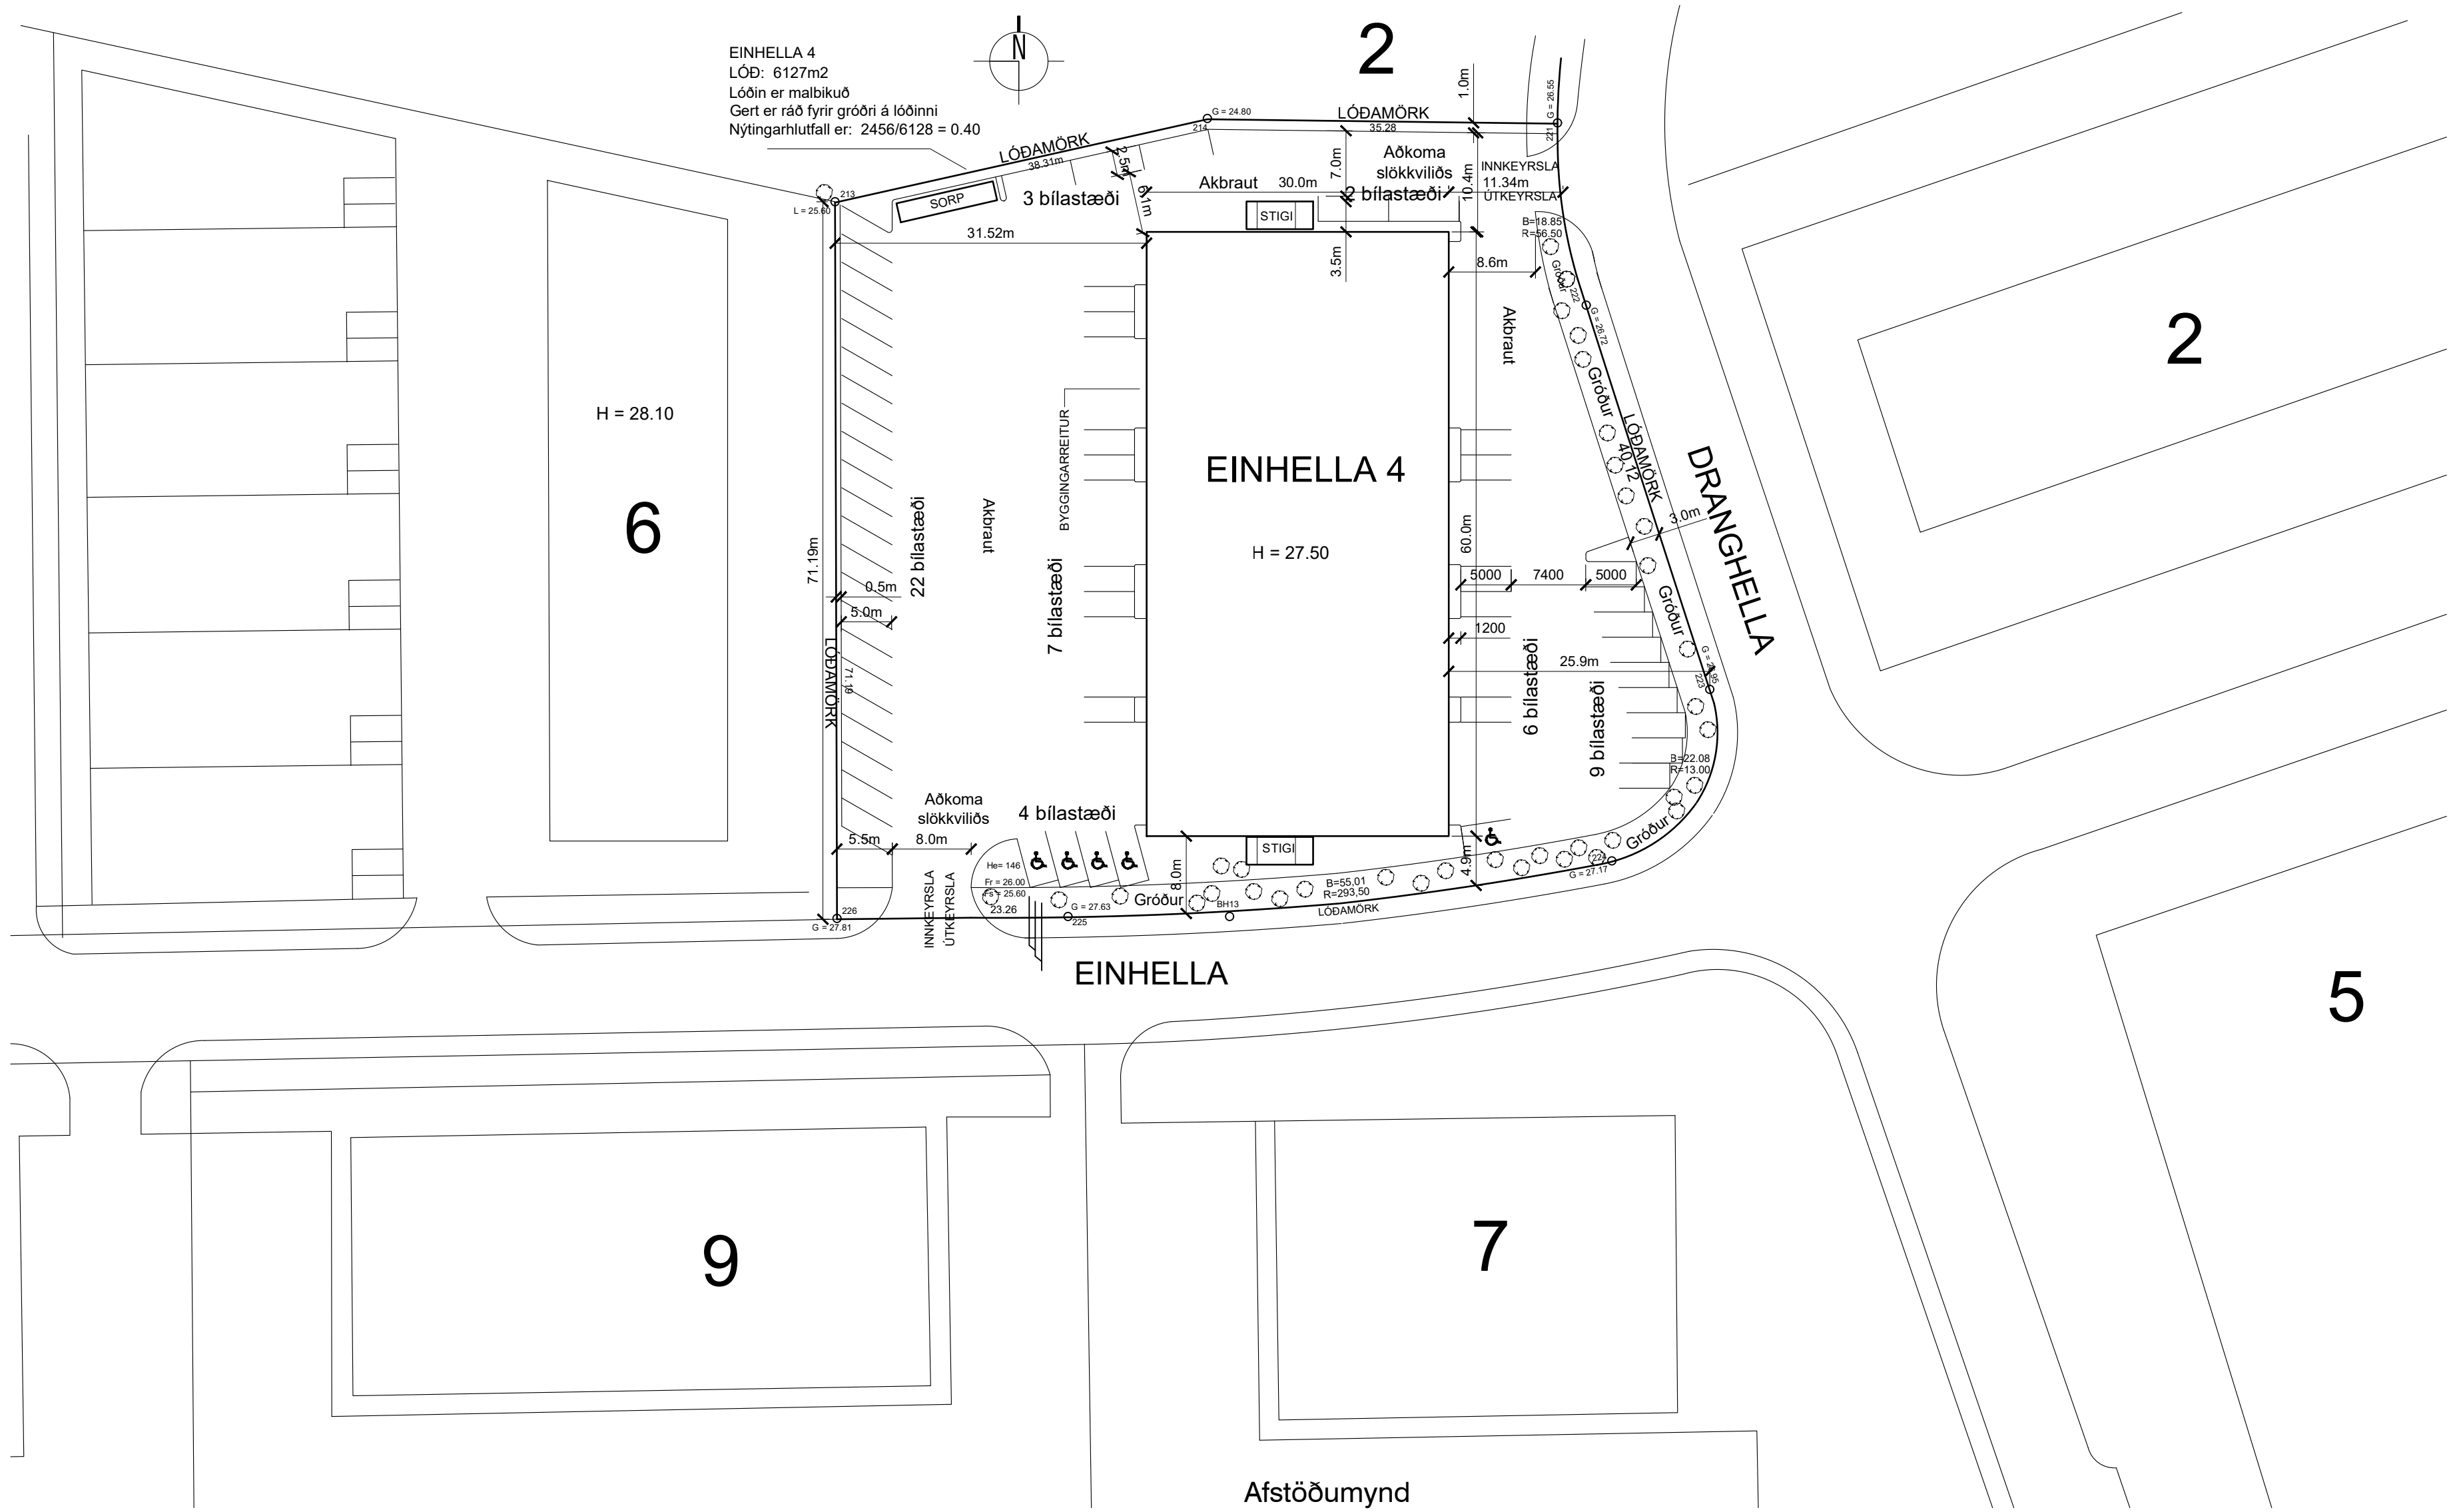 EINHELLA 4
LÓÐ: 6127m2
Lóðin er malbikuð
Gert er ráð fyrir gróðri á lóðinni
Nýtingarhlutfall er: 2456/6128 = 0.40
N
2
1.0m
G = 26.55
221
G = 24.80
214
LÓÐAMÖRK
35.28
LÓÐAMÖRK
38.31m
2.5m
6.1m
7.0m
Aðkoma
slökkviliðs
2 bílastæði
10.4m
INNKEYRSLA
11.34m
ÚTKEYRSLA
Akbraut
30.0m
3 bílastæði
SORP
213
L = 25.60
STIGI
31.52m
3.5m
B=18.85
R=56.50
8.6m
Gróður
222
G = 26.72
Akbraut
2
H = 28.10
6
BYGGINGARREITUR
EINHELLA 4
H = 27.50
Gróður
LÓÐAMÖRK
40.12
DRANGHELLA
3.0m
22 bílastæði
Akbraut
71.19m
0.5m
5.0m
7 bílastæði
60.0m
5000
7400
5000
1200
Gróður
LÓÐAMÖRK
71.19
25.9m
223
6 bílastæði
9 bílastæði
B=22.08
R=13.00
Aðkoma
slökkviliðs
4 bílastæði
5.5m
8.0m
STIGI
4.9m
Gróður
224
G = 27.17
He= 146
Fr = 26.00
Fs = 25.60
23.26
INNKEYRSLA
ÚTKEYRSLA
8.0m
Gróður
B=55.01
R=293,50
BH13
LÓÐAMÖRK
226
G = 27.81
G = 27.63
225
EINHELLA
5
9
7
Afstöðumynd